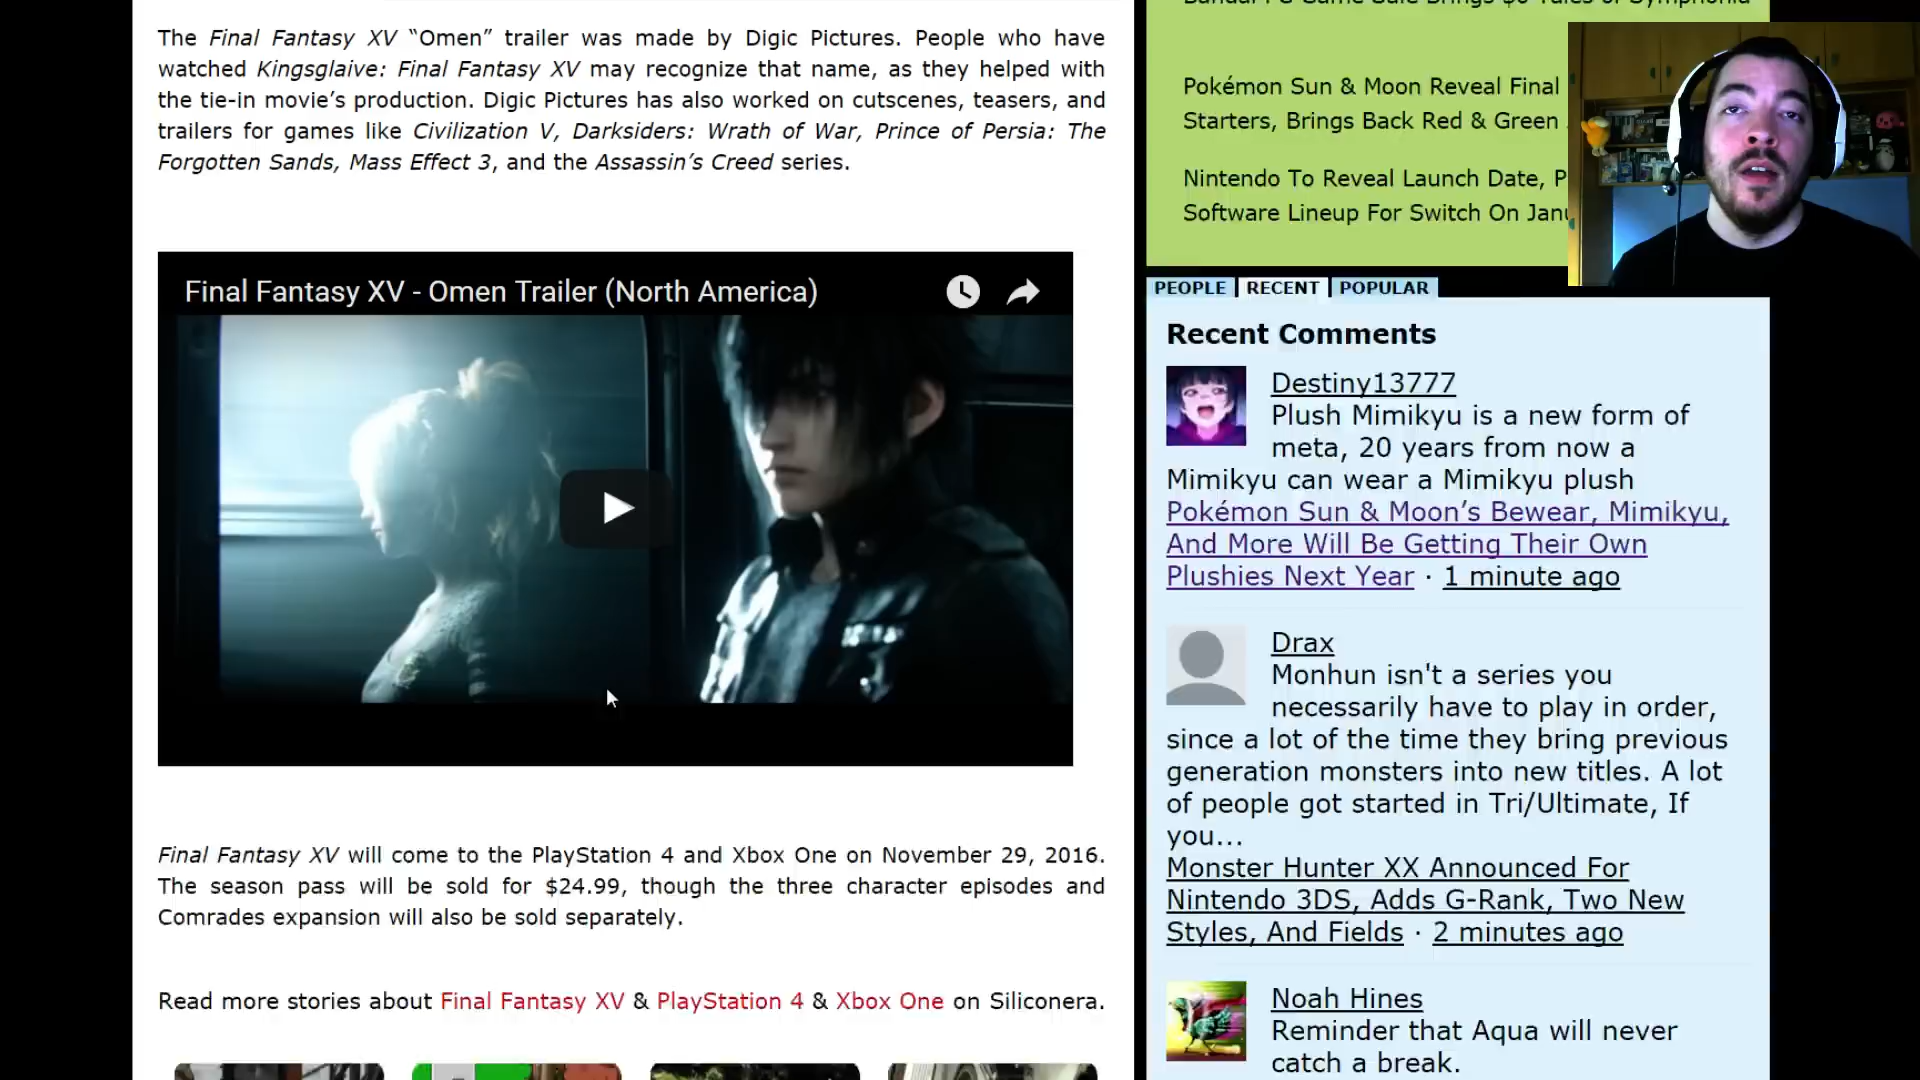 The Final Fantasy XV “Omen” trailer was made by Digic Pictures. People who have
watched Kingsglaive: Final Fantasy XV may recognize that name, as they helped with
the tie-in movie’s production. Digic Pictures has also worked on cutscenes, teasers, and
trailers for games like Civilization V, Darksiders: Wrath of War, Prince of Persia: The
Forgotten Sands, Mass Effect 3, and the Assassin’s Creed series.
Final Fantasy XV - Omen Trailer (North America)
Final Fantasy XV will come to the PlayStation 4 and Xbox One on November 29, 2016.
The season pass will be sold for $24.99, though the three character episodes and
Comrades expansion will also be sold separately.
Read more stories about Final Fantasy XV & PlayStation 4 & Xbox One on Siliconera.
Pokémon Sun & Moon Reveal Final
Starters, Brings Back Red & Green
Nintendo To Reveal Launch Date, P
Software Lineup For Switch On Janu
PEOPLE RECENT POPULAR
Recent Comments
Destiny13777
Plush Mimikyu is a new form of
meta, 20 years from now a
Mimikyu can wear a Mimikyu plush
Pokémon Sun & Moon’s Bewear, Mimikyu,
And More Will Be Getting Their Own
Plushies Next Year · 1 minute ago
Drax
Monhun isn't a series you
necessarily have to play in order,
since a lot of the time they bring previous
generation monsters into new titles. A lot
of people got started in Tri/Ultimate, If
you...
Monster Hunter XX Announced For
Nintendo 3DS, Adds G-Rank, Two New
Styles, And Fields · 2 minutes ago
Noah Hines
Reminder that Aqua will never
catch a break.